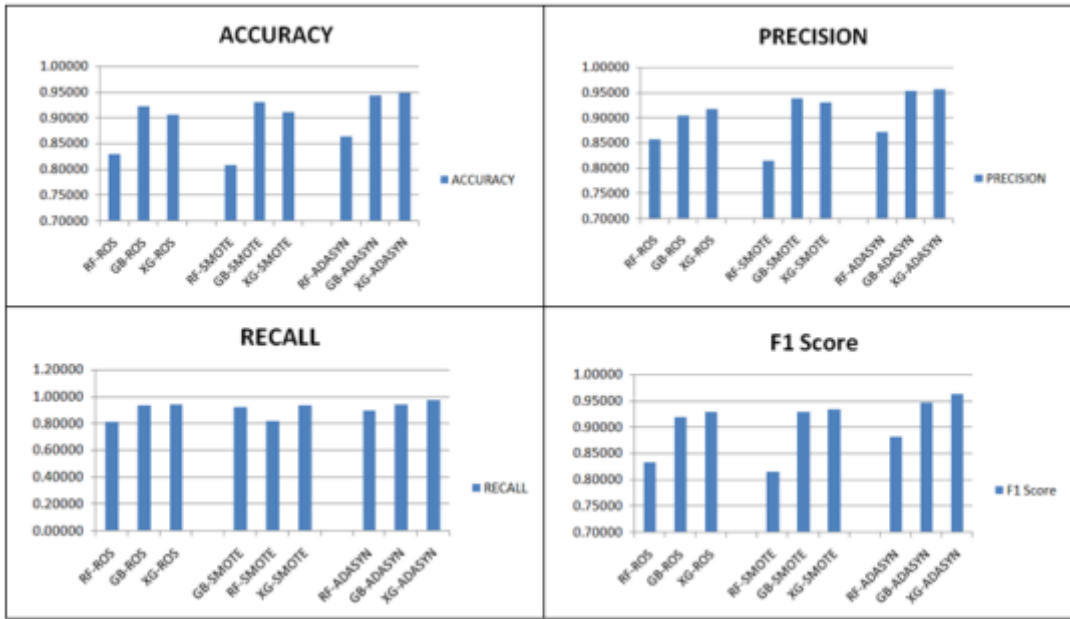 ACCURACY
1.00000
0.95000
0.90000
0.85000
0.80000
0.75000
0.70000
RF-ROS
GB-ROS
XG-ROS
RF-SMOTE
GB-SMOTE
XG-SMOTE
RF-ADASYN
GB-ADASYN
XG-ADASYN
ACCURACY
PRECISION
1.00000
0.95000
0.90000
0.85000
0.80000
0.75000
0.70000
RF-ROS
GB-ROS
XG-ROS
RF-SMOTE
GB-SMOTE
XG-SMOTE
RF-ADASYN
GB-ADASYN
XG-ADASYN
PRECISION
RECALL
1.20000
1.00000
0.80000
0.60000
0.40000
0.20000
0.00000
RF-ROS
GB-ROS
XG-ROS
GB-SMOTE
RF-SMOTE
XG-SMOTE
RF-ADASYN
GB-ADASYN
XG-ADASYN
RECALL
F1 Score
1.00000
0.95000
0.90000
0.85000
0.80000
0.75000
0.70000
RF-ROS
GB-ROS
XG-ROS
RF-SMOTE
GB-SMOTE
XG-SMOTE
RF-ADASYN
GB-ADASYN
XG-ADASYN
F1 Score